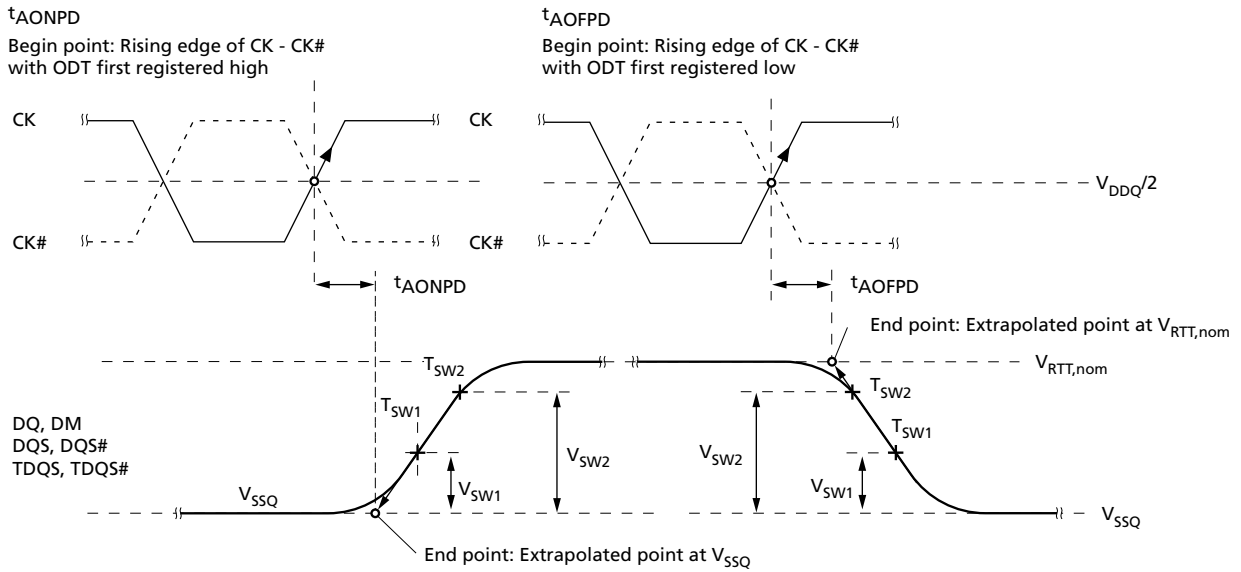 tAONPD
Begin point: Rising edge of CK - CK#
with ODT first registered high
tAOFPD
Begin point: Rising edge of CK - CK#
with ODT first registered low
CK
CK
VDDQ/2
CK#
CK#
tAONPD
tAOFPD
End point: Extrapolated point at VRTT,nom
VRTT,nom
TSW2
TSW2
TSW1
TSW1
DQ, DM
DQS, DQS#
TDQS, TDQS#
VSW2
VSW2
VSW1
VSW1
VSSQ
VSSQ
End point: Extrapolated point at VSSQ